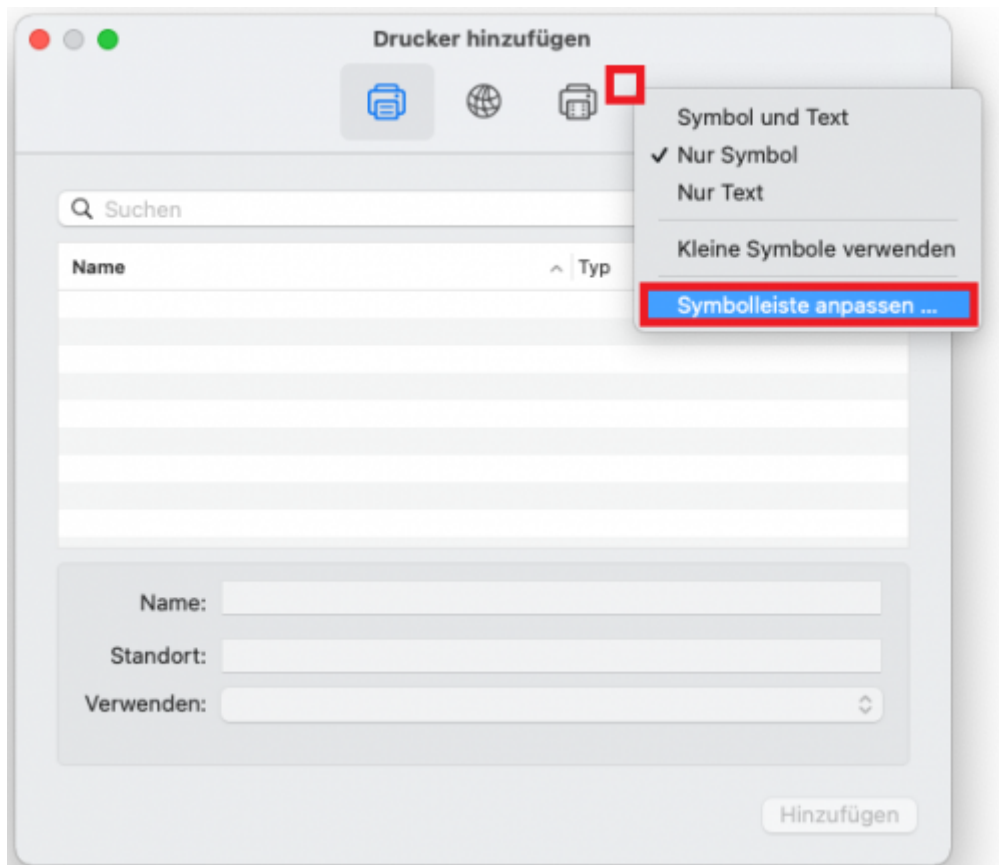 Drucker hinzufügen
Symbol und Text
Nur Symbol
Nur Text
Kleine Symbole verwenden
Symbolleiste anpassen ...
Suchen
Name Typ
Name:
Standort:
Verwenden:
Hinzufügen